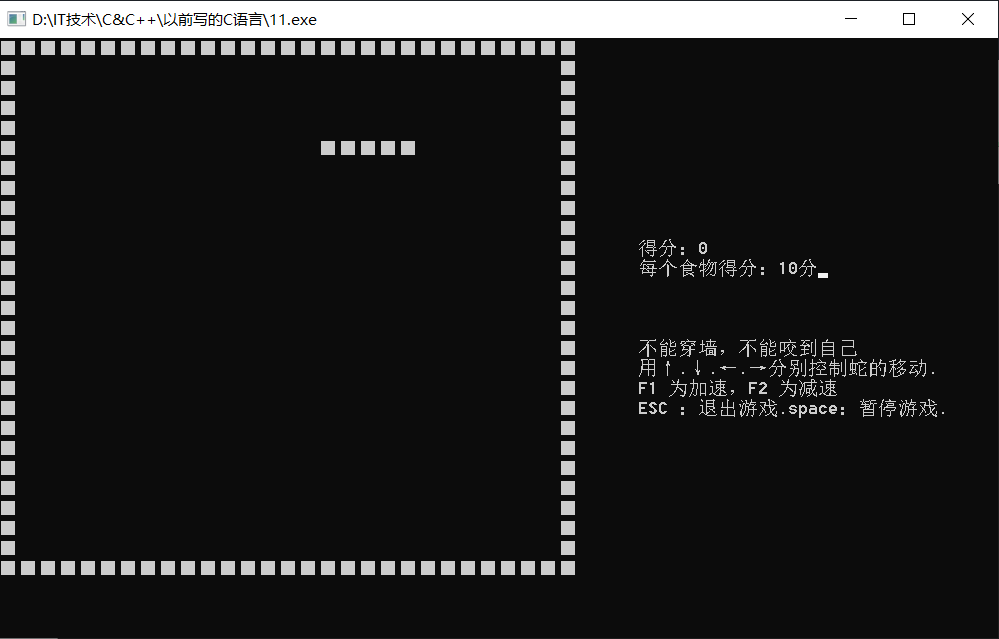 D:\IT技术\C&C++\以前写的C语言\11.exe
得分：0
每个食物得分：10分
不能穿墙，不能咬到自己
用↑.↓.←.→分别控制蛇的移动.
F1 为加速，F2 为减速
ESC ：退出游戏.space：暂停游戏.